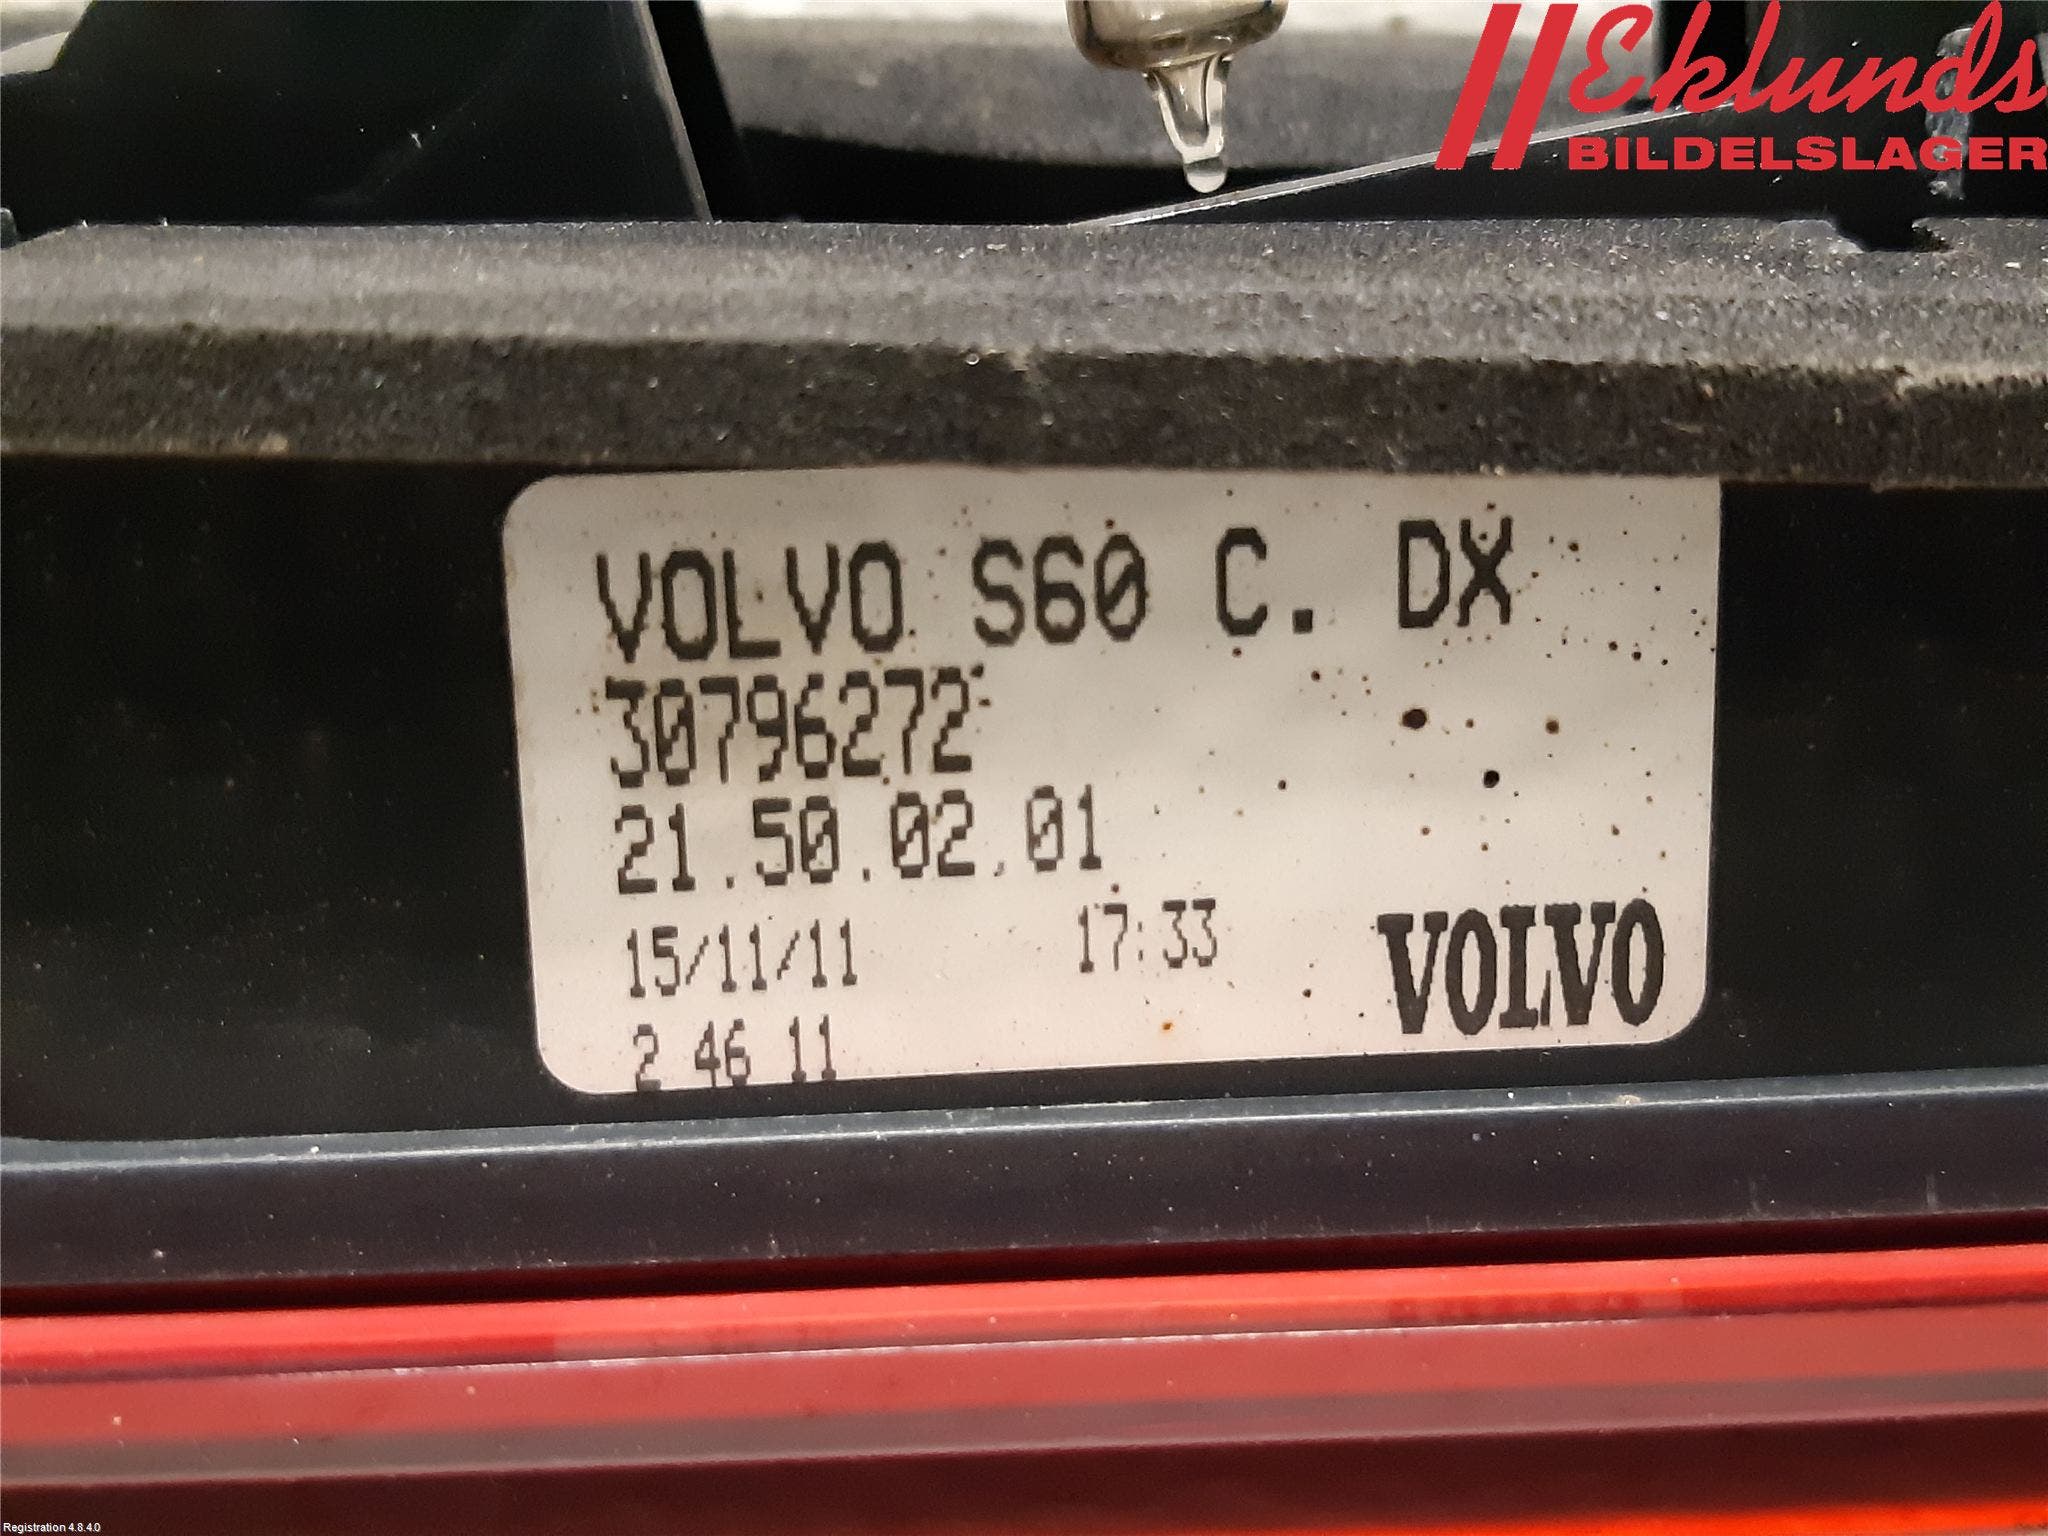 Eklunds
BILDELSLAGER
VOLVO S60 C. DX
30796272
21.50.02.01
15/11/11 17:33
VOLVO
2 46 11
Registration 4.8.4.0